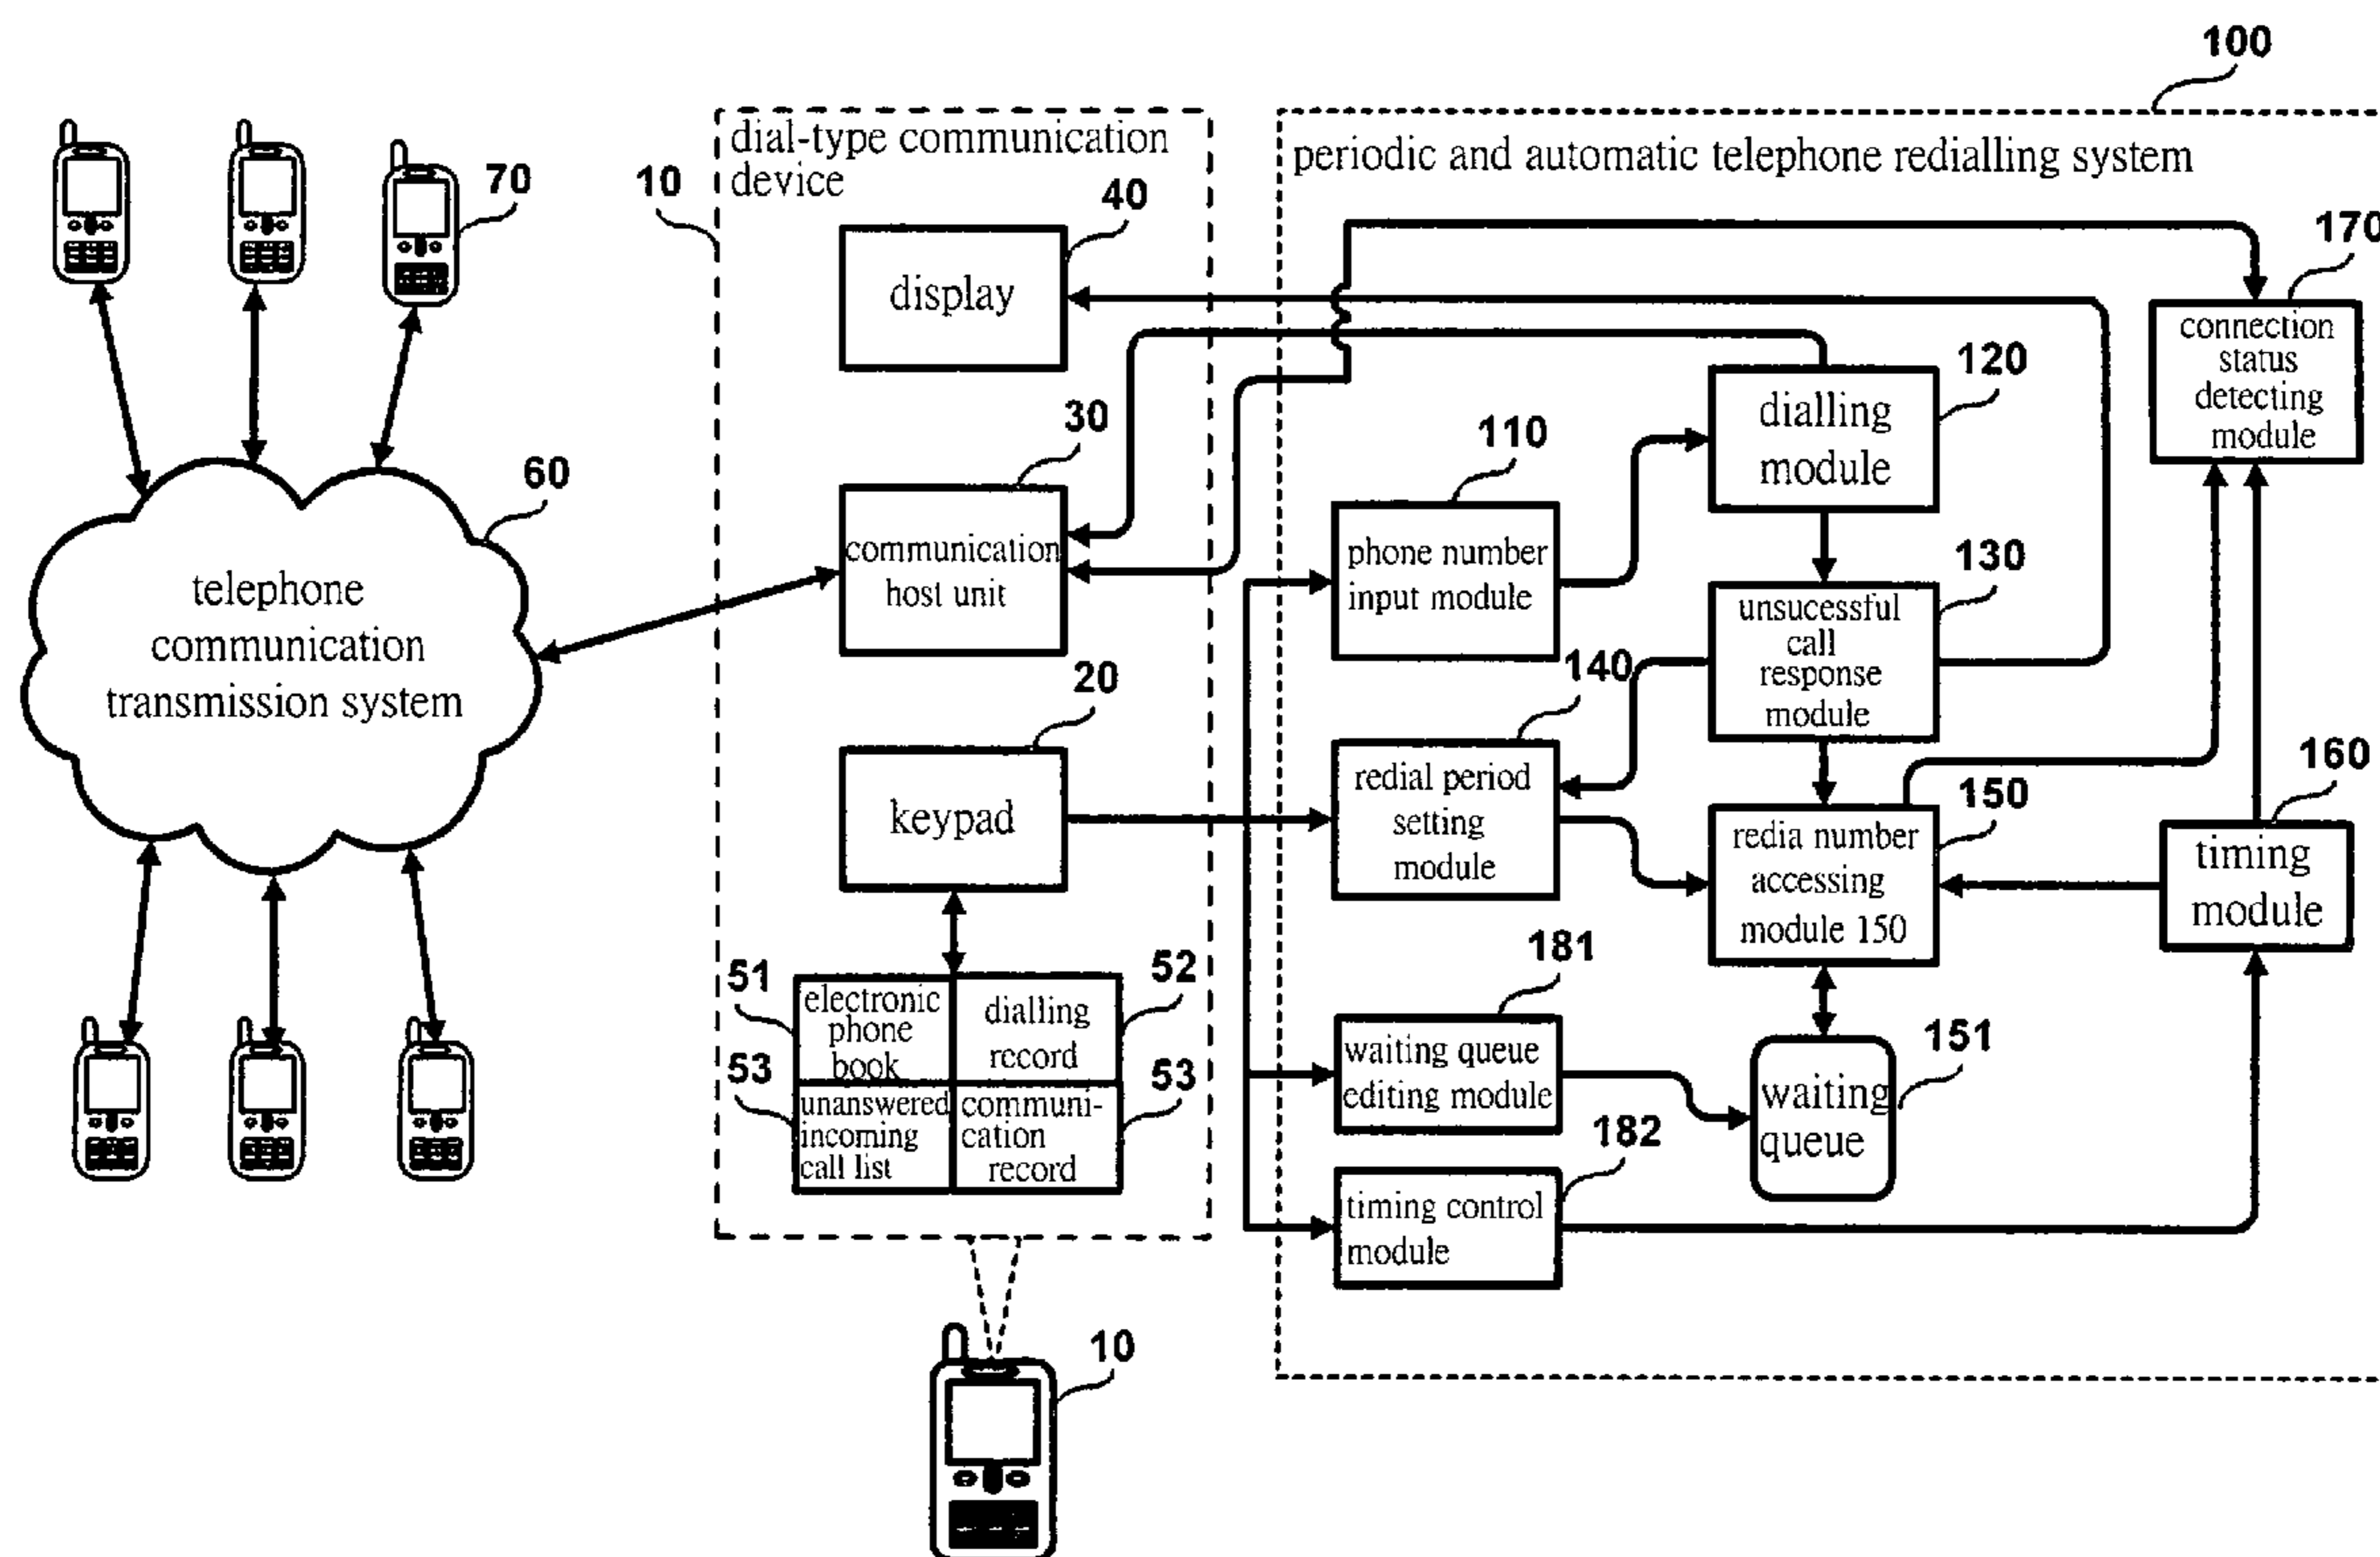 100
dial-type communication
device
periodic and automatic telephone redialling system
70
10
40
170
display
connection
status
detecting
module
120
dialling
module
30
110
60
communication
host unit
phone number
input module
130
unsucessful
call
response
module
telephone
communication
transmission system
20
140
160
keypad
redial period
setting
module
150
redia number
accessing
module 150
timing
module
181
51
52
electronic
phone
book
dialling
record
waiting queue
editing module
151
waiting
queue
53
53
unanswered
incoming
call list
communi-
cation
record
182
timing control
module
10